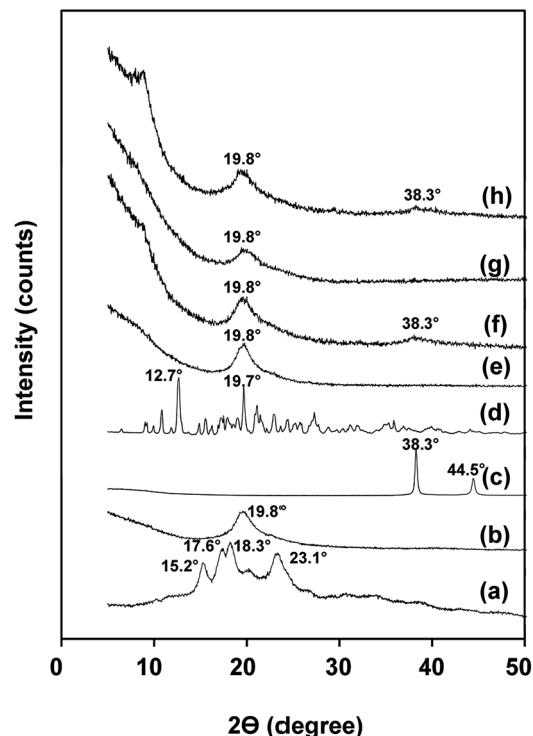 19.8°
38.3°
(h)
19.8°
(g)
19.8°
38.3°
(f)
19.8°
(e)
12.7°
19.7°
(d)
38.3°
44.5°
(c)
19.8°
(b)
17.6°
18.3°
15.2°
23.1°
(a)
Intensity (counts)
0 10 20 30 40 50
2Θ (degree)